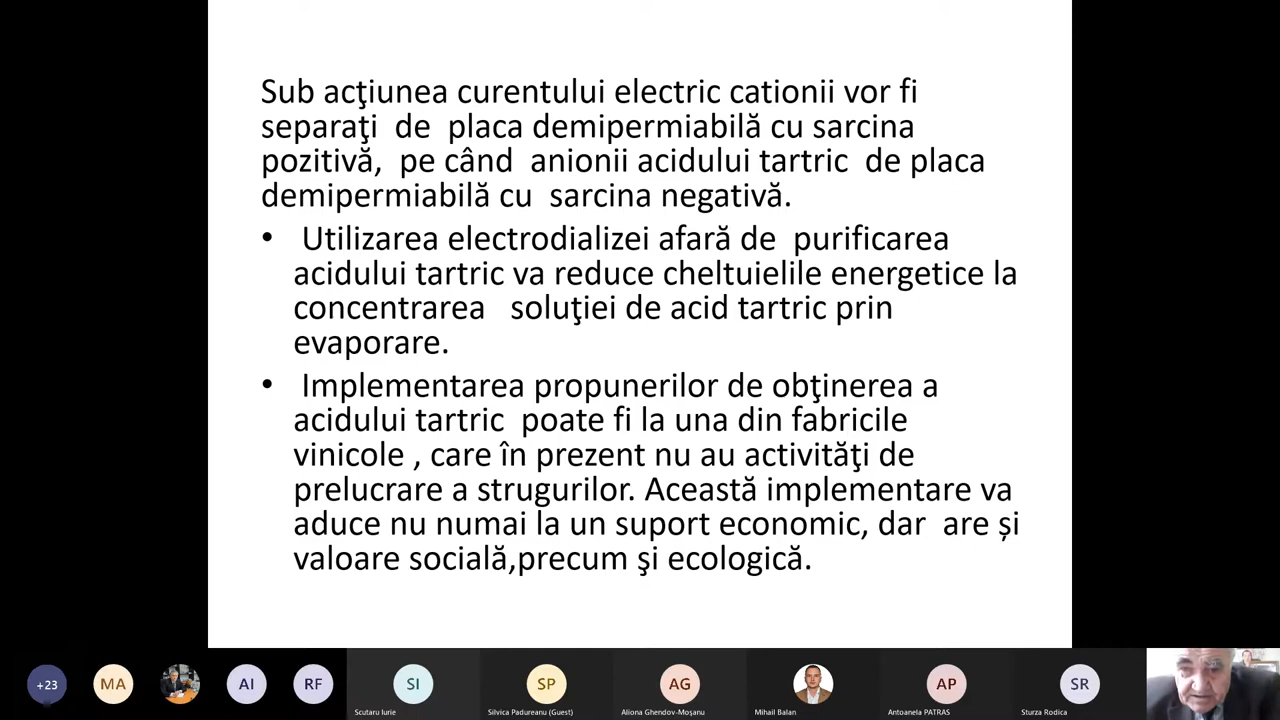 Sub acţiunea curentului electric cationii vor fi
separaţi de placa demipermiabilă cu sarcina
pozitivă, pe când anionii acidului tartric de placa
demipermiabilă cu sarcina negativă.
• Utilizarea electrodializei afară de purificarea
acidului tartric va reduce cheltuielile energetice la
concentrarea soluţiei de acid tartric prin
evaporare.
• Implementarea propunerilor de obţinerea a
acidului tartric poate fi la una din fabricile
vinicole , care în prezent nu au activităţi de
prelucrare a strugurilor. Această implementare va
aduce nu numai la un suport economic, dar are și
valoare socială,precum şi ecologică.
+23 MA AI RF SI SP AG AP SR
Scutaru Iurie Silvica Padureanu (Guest) Aliona Ghendov-Moşanu Mihail Balan Antoanela PATRAS Sturza Rodica